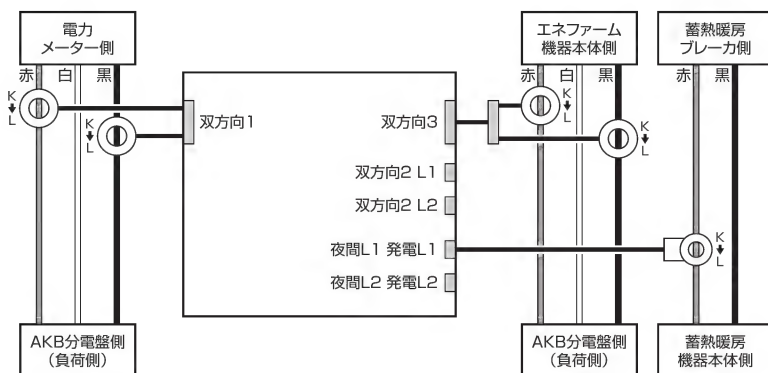 電力
メーター側
エネファーム
機器本体側
蓄熱暖房
ブレーカ側
赤 白 黒
赤 白 黒
赤 黒
K
L
K
L
双方向1
双方向3
双方向2 L1
双方向2 L2
夜間L1 発電L1
夜間L2 発電L2
K
L
K
L
K
L
AKB分電盤側
（負荷側）
AKB分電盤側
（負荷側）
蓄熱暖房
機器本体側